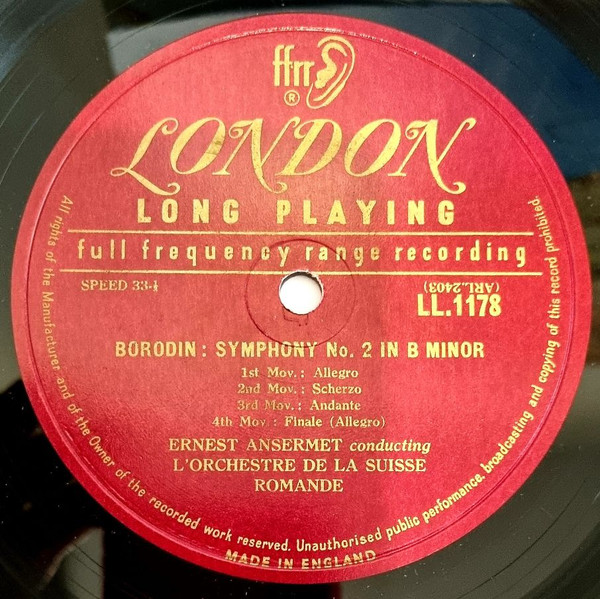 ffrr
®
LONDON
LONG PLAYING
full frequency range recording
SPEED 33⅓
(ARL.2403)
LL.1178
BORODIN: SYMPHONY No. 2 IN B MINOR
1st Mov.: Allegro
2nd Mov.: Scherzo
3rd Mov.: Andante
4th Mov.: Finale (Allegro)
ERNEST ANSERMET conducting
L'ORCHESTRE DE LA SUISSE
ROMANDE
All rights of the Manufacturer and of the Owner of the recorded work reserved. Unauthorised public performance, broadcasting and copying of this record prohibited.
MADE IN ENGLAND